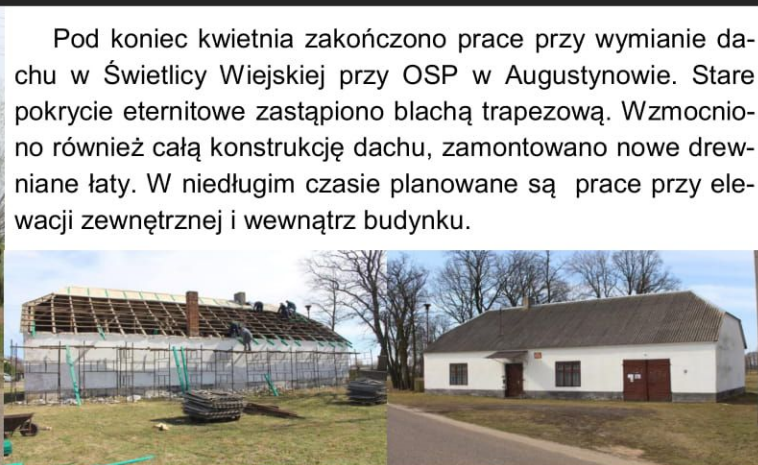 Pod koniec kwietnia zakończono prace przy wymianie da-
chu w Świetlicy Wiejskiej przy OSP w Augustynowie. Stare
pokrycie eternitowe zastąpiono blachą trapezową. Wzmocnio-
no również całą konstrukcję dachu, zamontowano nowe drew-
niane łaty. W niedługim czasie planowane są  prace przy ele-
wacji zewnętrznej i wewnątrz budynku.